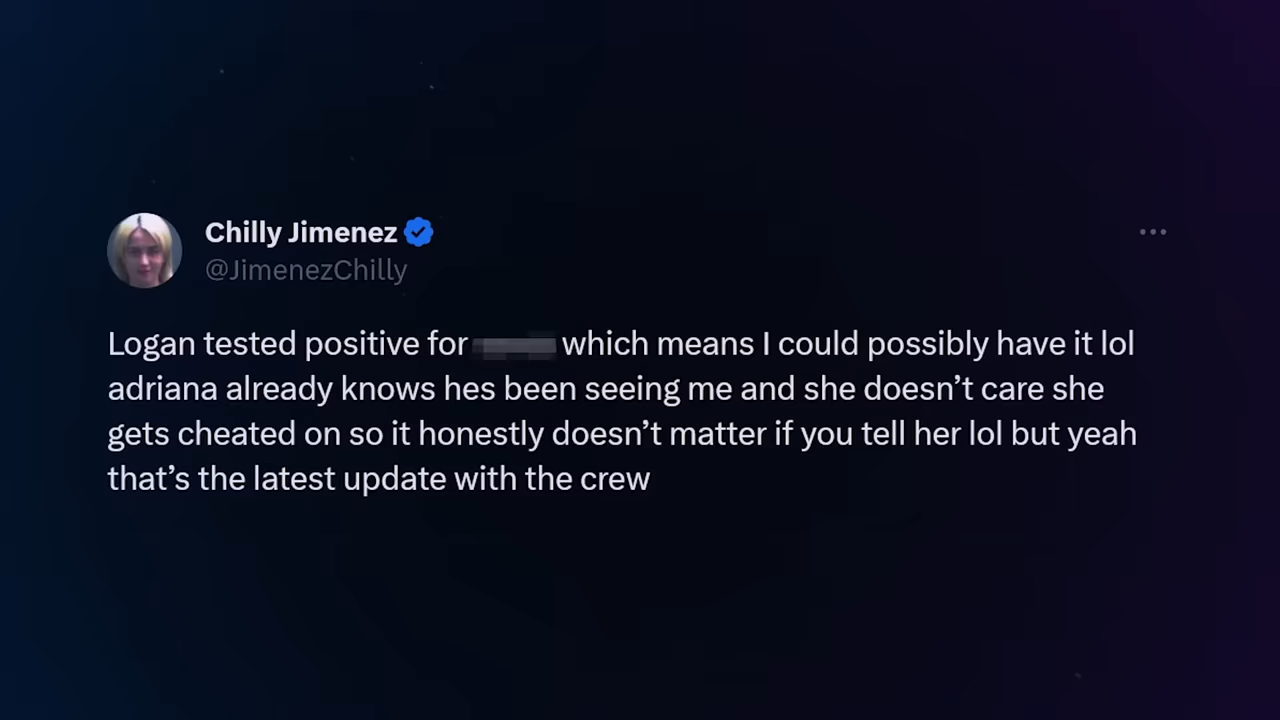 Chilly Jimenez
@JimenezChilly
Logan tested positive for which means I could possibly have it lol
adriana already knows hes been seeing me and she doesn’t care she
gets cheated on so it honestly doesn’t matter if you tell her lol but yeah
that’s the latest update with the crew